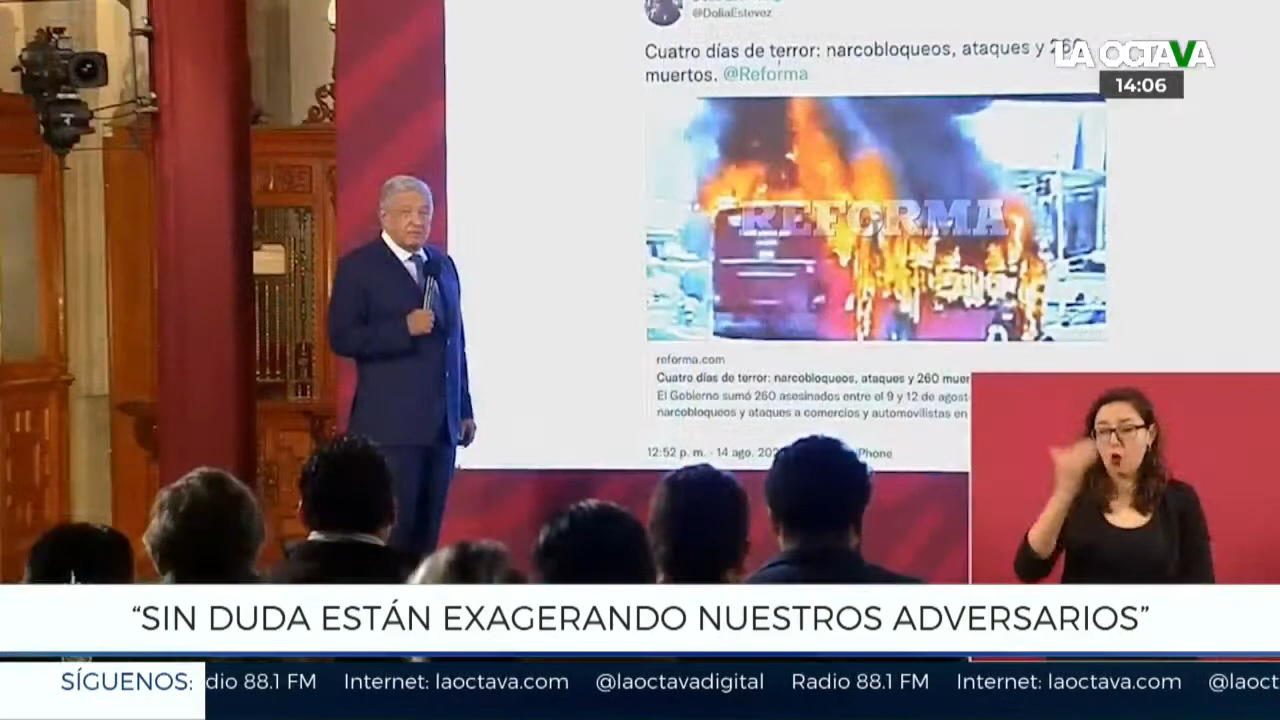 @DoliaEstevez
Cuatro días de terror: narcobloqueos, ataques y 260
muertos. @Reforma
LA OCTAVA
14:06
REFORMA
reforma.com
Cuatro días de terror: narcobloqueos, ataques y 260 muer
El Gobierno sumó 260 asesinados entre el 9 y 12 de agost
narcobloqueos y ataques a comercios y automovilistas en
12:52 p. m. · 14 ago. 202 iPhone
“SIN DUDA ESTÁN EXAGERANDO NUESTROS ADVERSARIOS”
SÍGUENOS: dio 88.1 FM Internet: laoctava.com @laoctavadigital Radio 88.1 FM Internet: laoctava.com @laoct